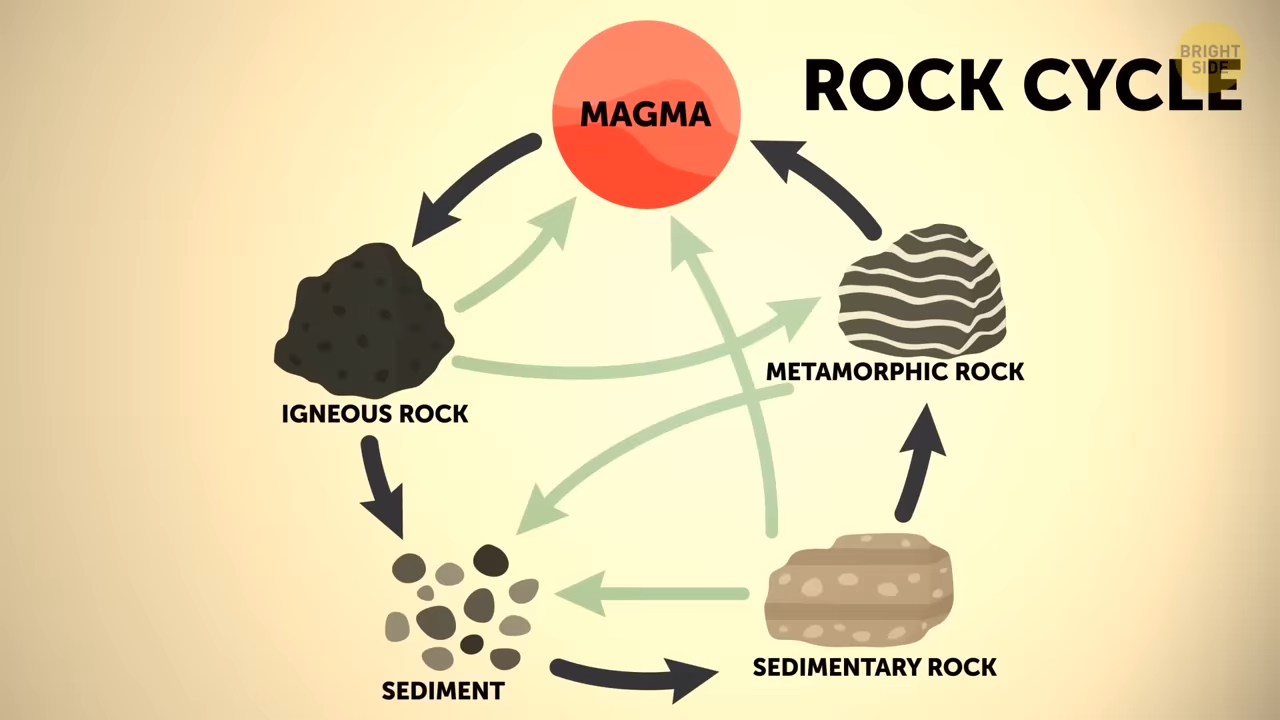 ROCK CYCLE
BRIGHT
SIDE
MAGMA
METAMORPHIC ROCK
IGNEOUS ROCK
SEDIMENTARY ROCK
SEDIMENT